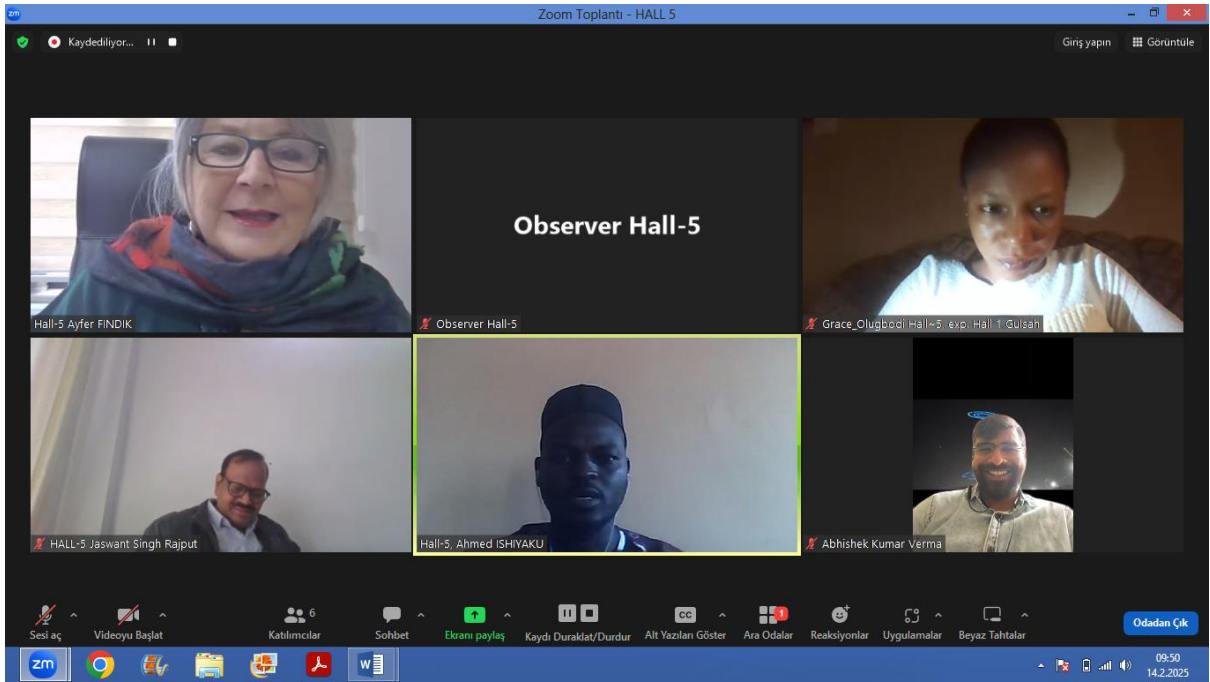 zm
Zoom Toplantı - HALL 5
Kaydediliyor...
Giriş yapın
Görüntüle
Hall-5 Ayfer FINDIK
Observer Hall-5
Observer Hall-5
Grace_Olugbodi Hall~5, exp. Hall 1 Gulsah
HALL-5 Jaswant Singh Rajput
Hall-5, Ahmed ISHIYAKU
Abhishek Kumar Verma
Sesi aç
Videoyu Başlat
6
Katılımcılar
Sohbet
Ekranı paylaş
Kaydı Duraklat/Durdur
CC
Alt Yazıları Göster
1
Ara Odalar
Reaksiyonlar
Uygulamalar
Beyaz Tahtalar
Odadan Çık
zm
W
09:50
14.2.2025